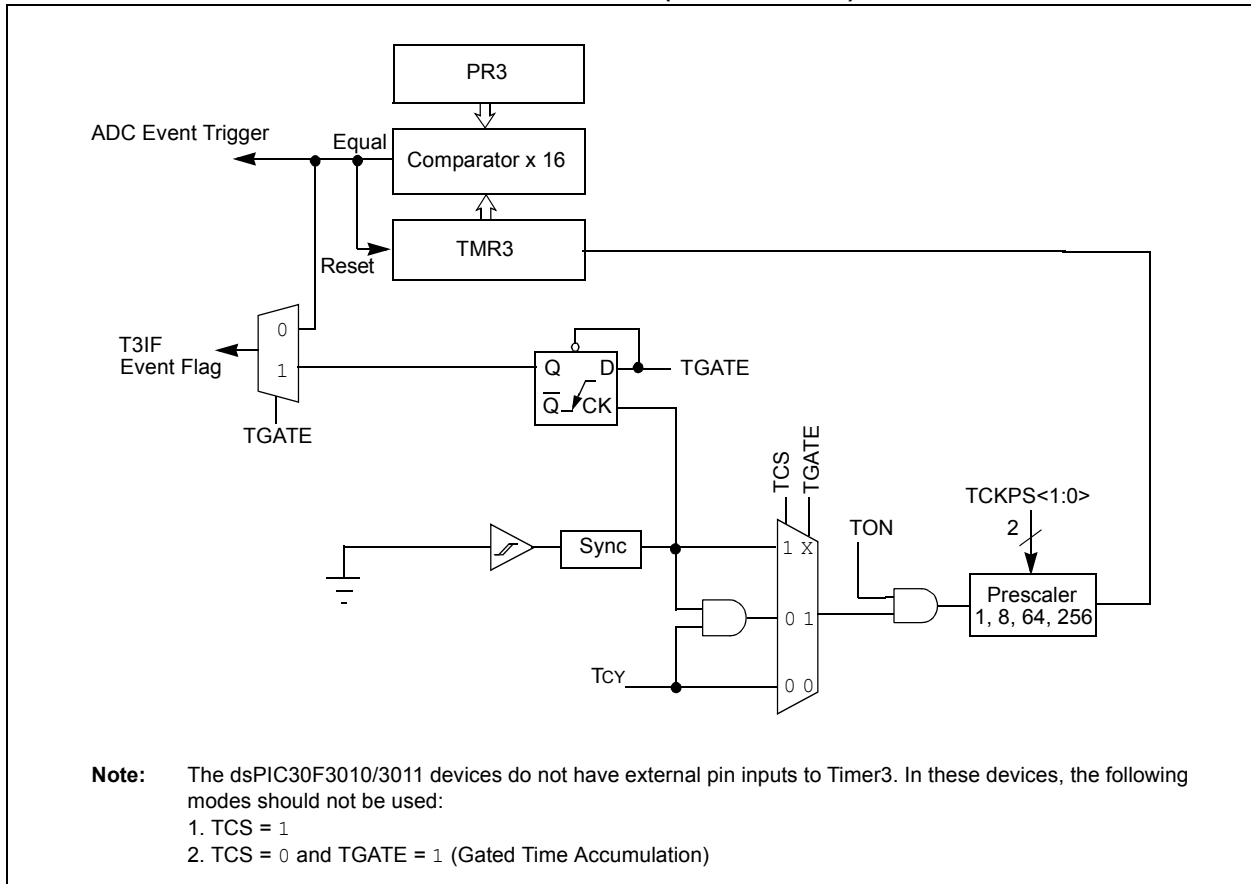 PR3
ADC Event Trigger
Equal
Comparator x 16
TMR3
Reset
0
1
T3IF
Event Flag
TGATE
Q
D
TGATE
Q
CK
TCS
TGATE
TCKPS<1:0>
2
TON
Sync
1 X
Prescaler
1, 8, 64, 256
0 1
TCY
0 0
Note: The dsPIC30F3010/3011 devices do not have external pin inputs to Timer3. In these devices, the following
modes should not be used:
1. TCS = 1
2. TCS = 0 and TGATE = 1 (Gated Time Accumulation)